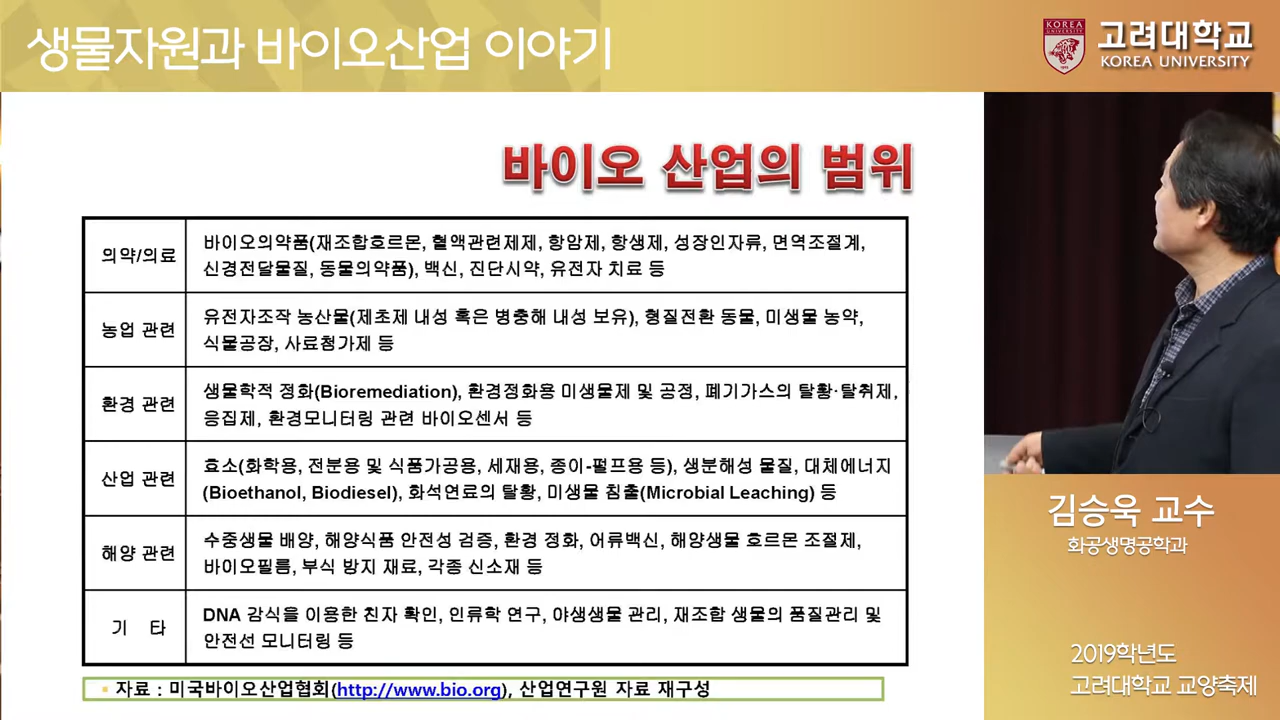 생물자원과 바이오산업 이야기
KOREA
UNIVERSITY
고려대학교
KOREA UNIVERSITY
바이오 산업의 범위
의약/의료
바이오의약품(재조합호르몬, 혈액관련제제, 항암제, 항생제, 성장인자류, 면역조절계,
신경전달물질, 동물의약품), 백신, 진단시약, 유전자 치료 등
농업 관련
유전자조작 농산물(제초제 내성 혹은 병충해 내성 보유), 형질전환 동물, 미생물 농약,
식물공장, 사료첨가제 등
환경 관련
생물학적 정화(Bioremediation), 환경정화용 미생물제 및 공정, 폐기가스의 탈황·탈취제,
응집제, 환경모니터링 관련 바이오센서 등
산업 관련
효소(화학용, 전분용 및 식품가공용, 세재용, 종이-펄프용 등), 생분해성 물질, 대체에너지
(Bioethanol, Biodiesel), 화석연료의 탈황, 미생물 침출(Microbial Leaching) 등
해양 관련
수중생물 배양, 해양식품 안전성 검증, 환경 정화, 어류백신, 해양생물 호르몬 조절제,
바이오필름, 부식 방지 재료, 각종 신소재 등
기 타
DNA 감식을 이용한 친자 확인, 인류학 연구, 야생생물 관리, 재조합 생물의 품질관리 및
안전선 모니터링 등
자료 : 미국바이오산업협회(http://www.bio.org), 산업연구원 자료 재구성
김승욱 교수
화공생명공학과
2019학년도
고려대학교 교양축제